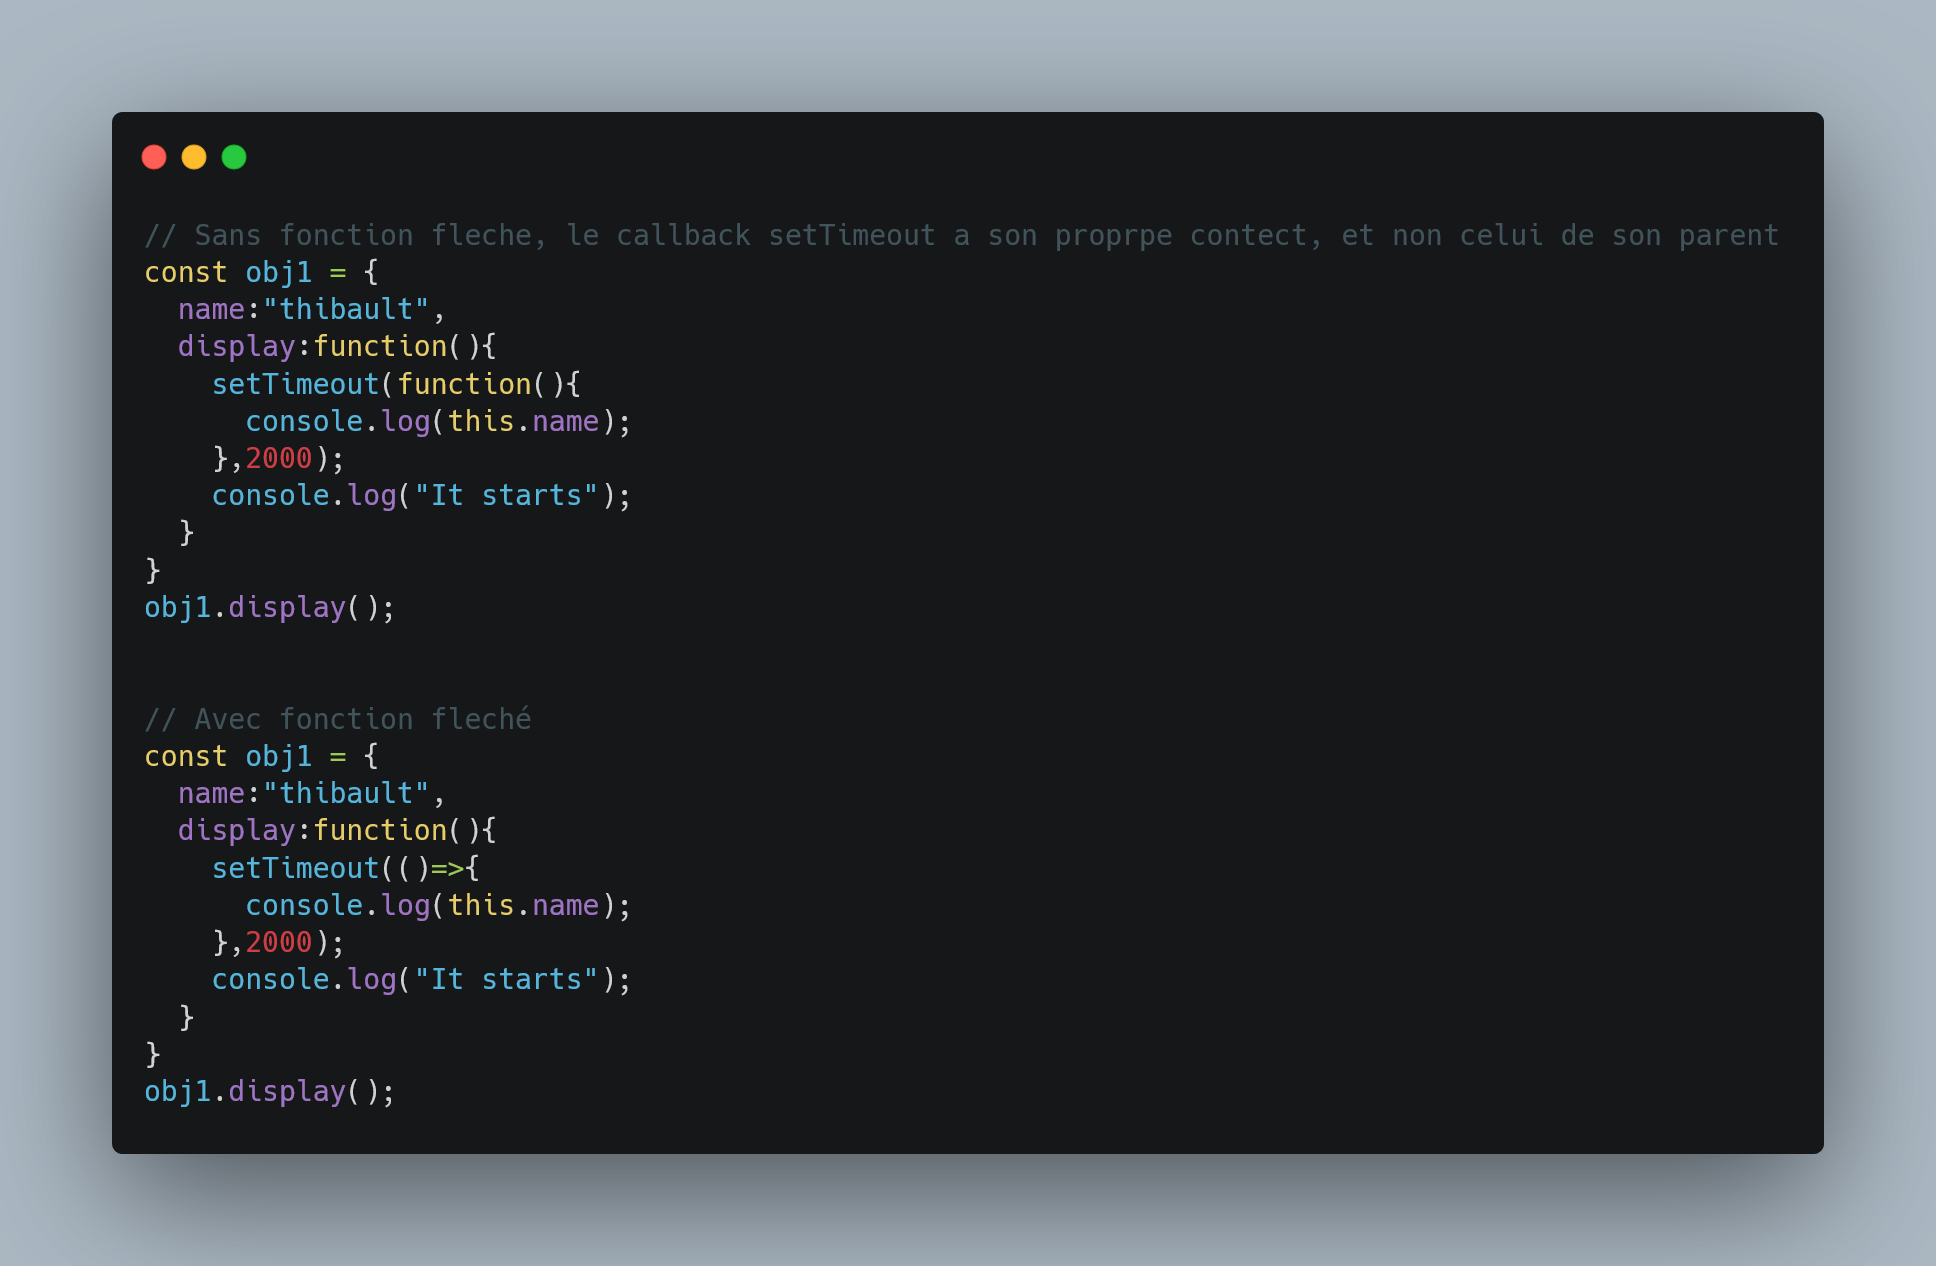 // Sans fonction fleche, le callback setTimeout a son proprpe contect, et non celui de son parent
const obj1 = {
  name:"thibault",
  display:function(){
    setTimeout(function(){
      console.log(this.name);
    },2000);
    console.log("It starts");
  }
}
obj1.display();
// Avec fonction fleché
const obj1 = {
  name:"thibault",
  display:function(){
    setTimeout(()=>{
      console.log(this.name);
    },2000);
    console.log("It starts");
  }
}
obj1.display();